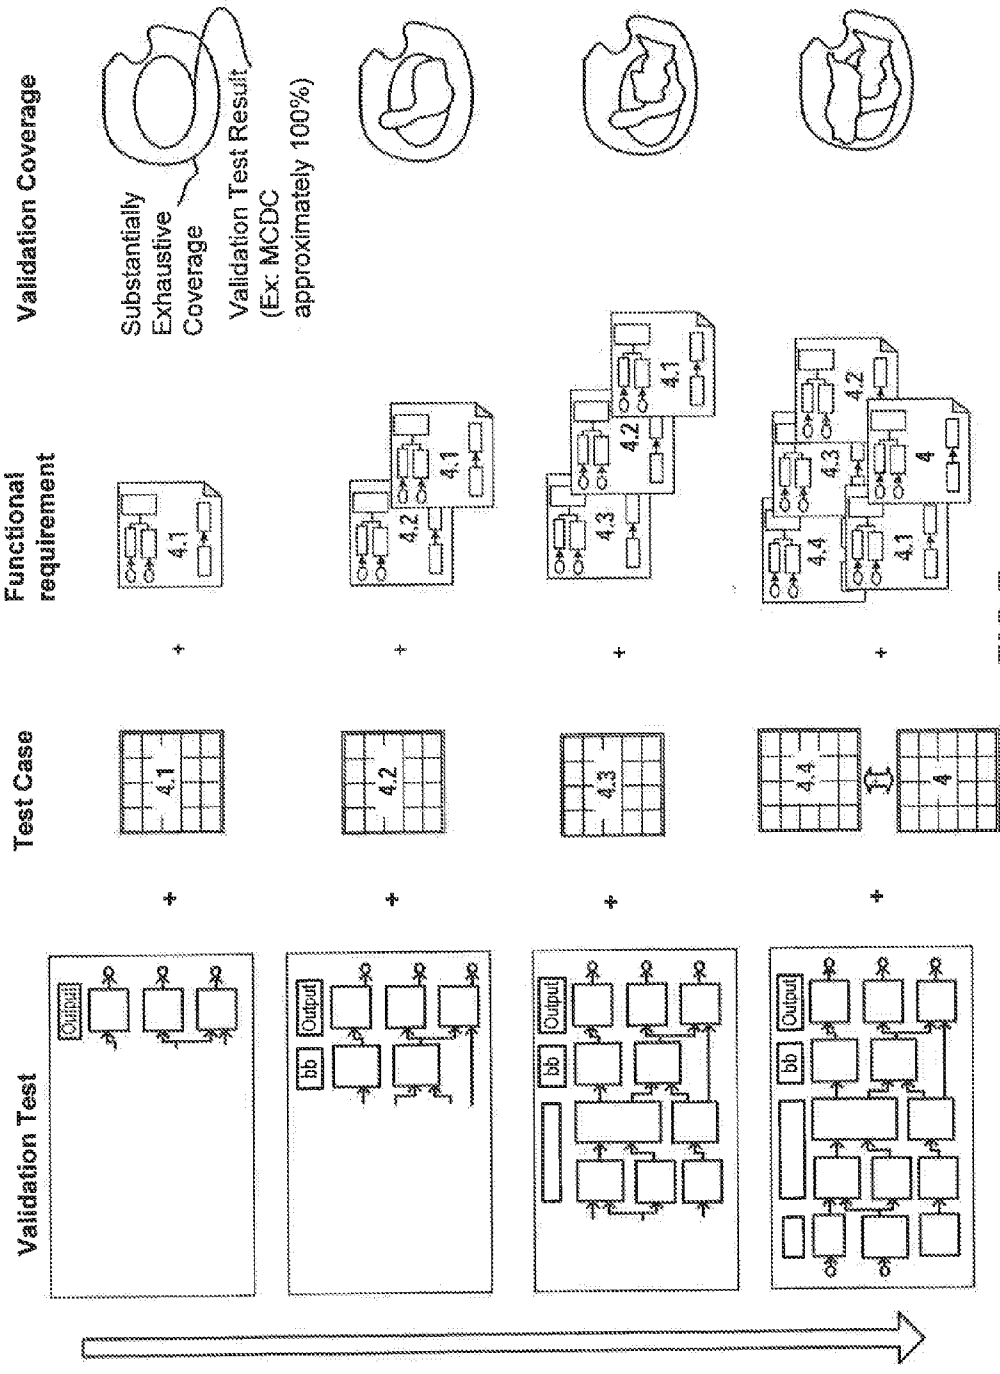 Validation Test
Test Case
Functional
requirement
Validation Coverage
Output
+
4.1
+
4.1
Substantially
Exhaustive
Coverage
Validation Test Result
(Ex: MCDC
approximately 100%)
bb
Output
+
4.2
+
4.2
4.1
bb
Output
+
4.3
+
4.3
4.2
4.1
bb
Output
+
4.4
4
+
4.4
4.3
4.2
4.1
4